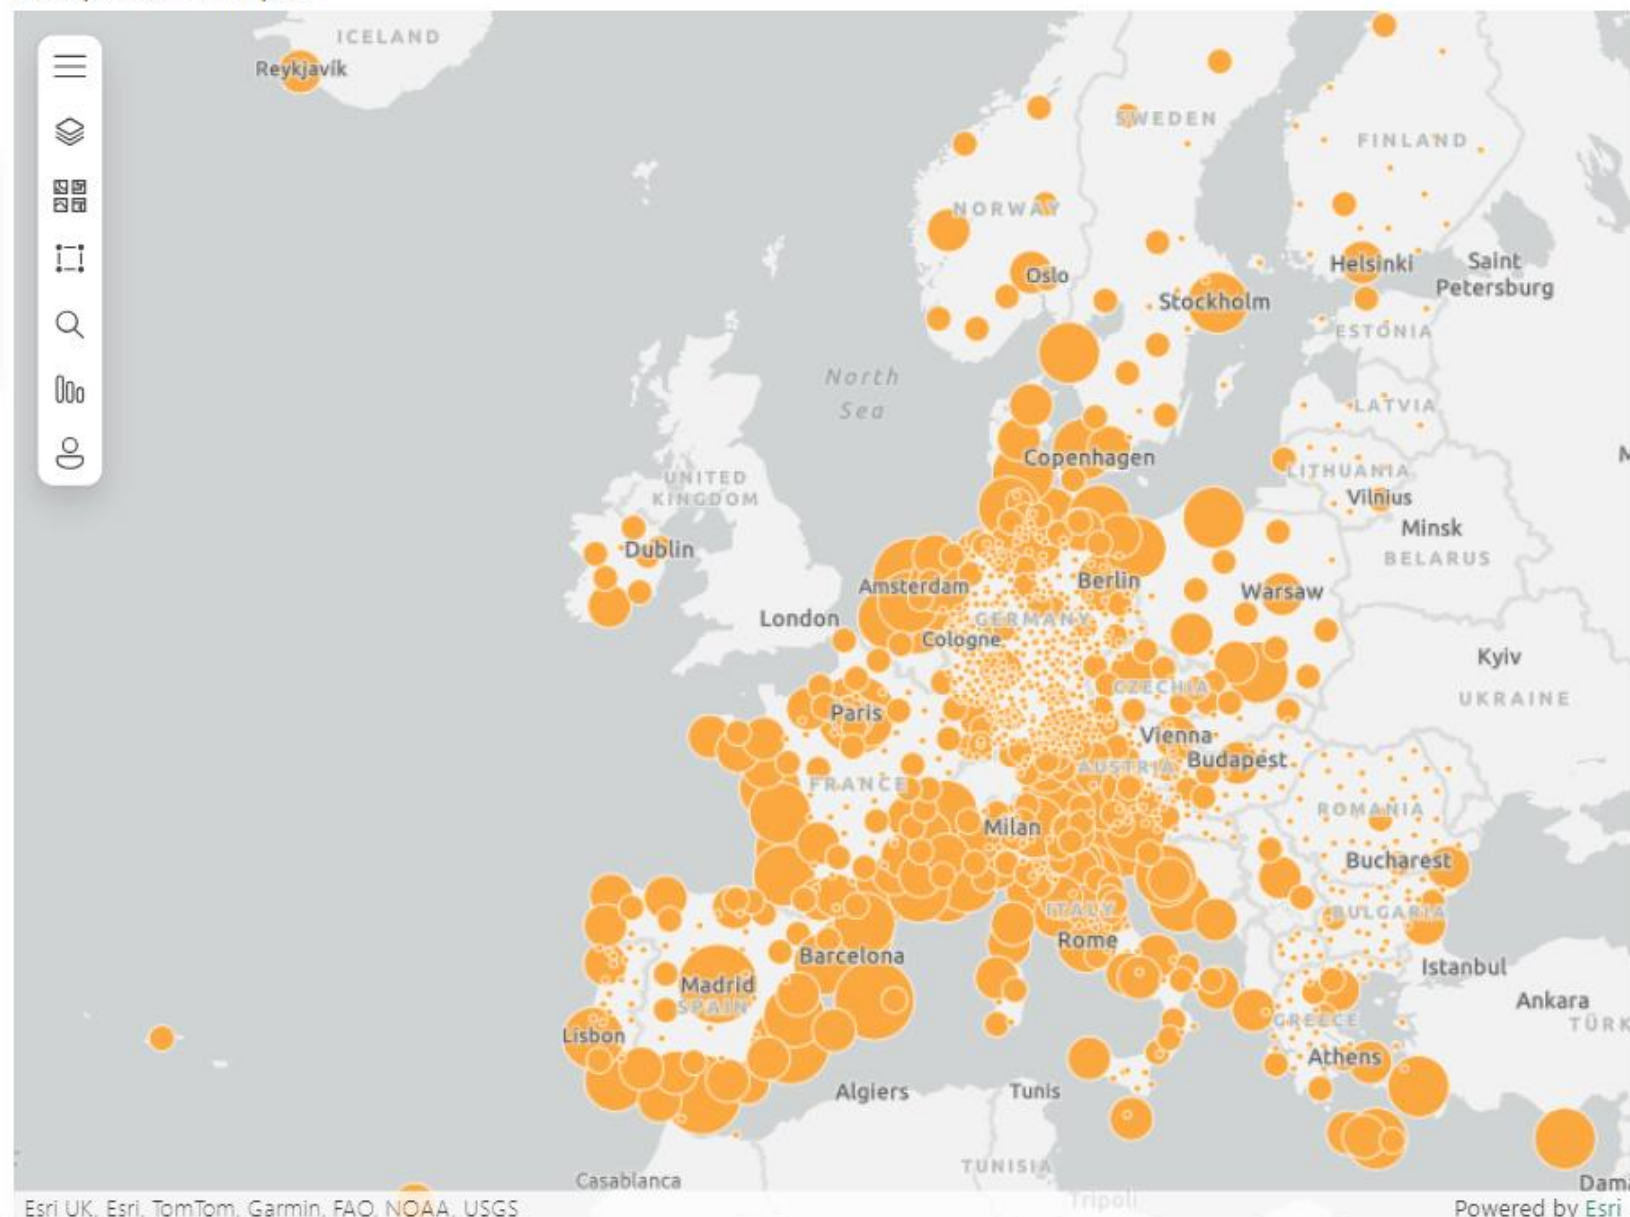 ICELAND
Reykjavík
SWEDEN
FINLAND
NORWAY
Oslo
Helsinki
Saint
Petersburg
Stockholm
ESTONIA
North
Sea
LATVIA
Copenhagen
LITHUANIA
UNITED
KINGDOM
Vilnius
Minsk
Dublin
BELARUS
Amsterdam
Berlin
Warsaw
London
GERMANY
Cologne
Kyiv
CZECHIA
UKRAINE
Paris
Vienna
Budapest
AUSTRIA
FRANCE
ROMANIA
Milan
Bucharest
ITALY
BULGARIA
Rome
Barcelona
Istanbul
Madrid
SPAIN
Ankara
GREECE
TÜRK
Lisbon
Athens
Algiers
Tunis
TUNISIA
Casablanca
Dam
Tripoli
Esri UK, Esri, TomTom, Garmin, FAO, NOAA, USGS
Powered by Esri